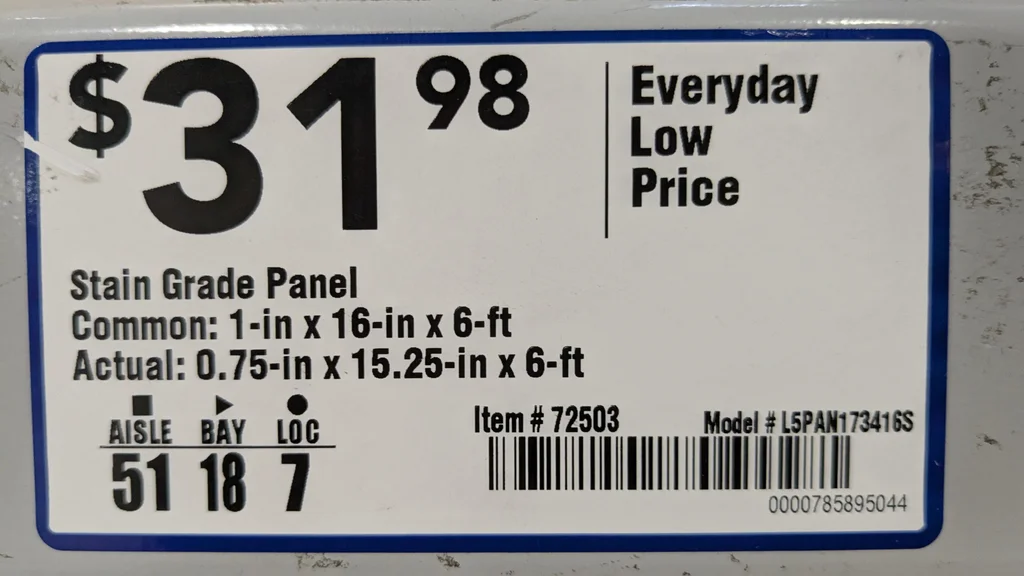 $31 98
Everyday
Low
Price
Stain Grade Panel
Common: 1-in x 16-in x 6-ft
Actual: 0.75-in x 15.25-in x 6-ft
AISLE BAY LOC
51 18 7
Item # 72503
Model # L5PAN173416S
0000785895044